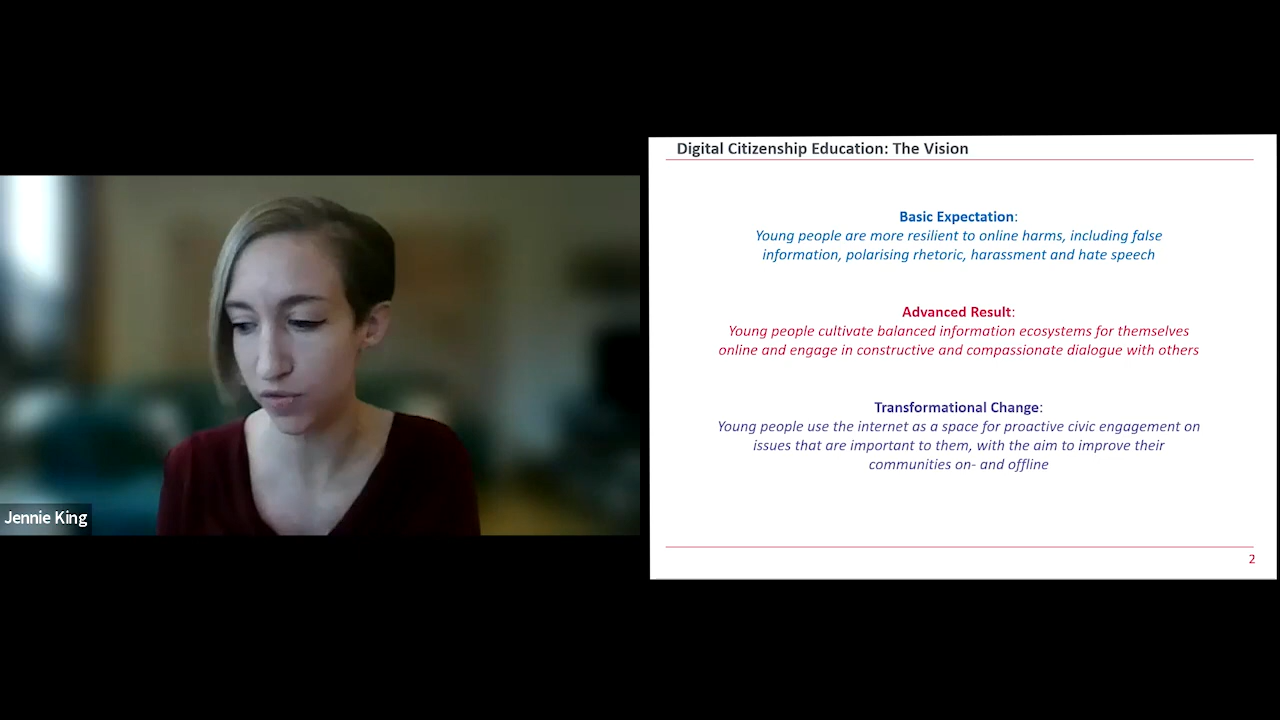 Jennie King
Digital Citizenship Education: The Vision
Basic Expectation:
Young people are more resilient to online harms, including false
information, polarising rhetoric, harassment and hate speech
Advanced Result:
Young people cultivate balanced information ecosystems for themselves
online and engage in constructive and compassionate dialogue with others
Transformational Change:
Young people use the internet as a space for proactive civic engagement on
issues that are important to them, with the aim to improve their
communities on- and offline
2